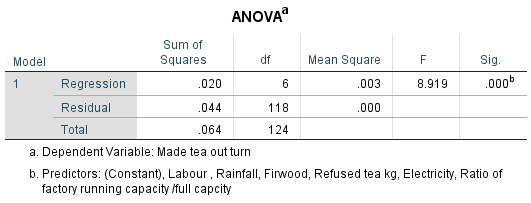 ANOVAa
Model Sum of Squares df Mean Square F Sig.
1 Regression .020 6 .003 8.919 .000b
Residual .044 118 .000
Total .064 124
a. Dependent Variable: Made tea out turn
b. Predictors: (Constant), Labour , Rainfall, Firwood, Refused tea kg, Electricity, Ratio of
factory running capacity /full capcity